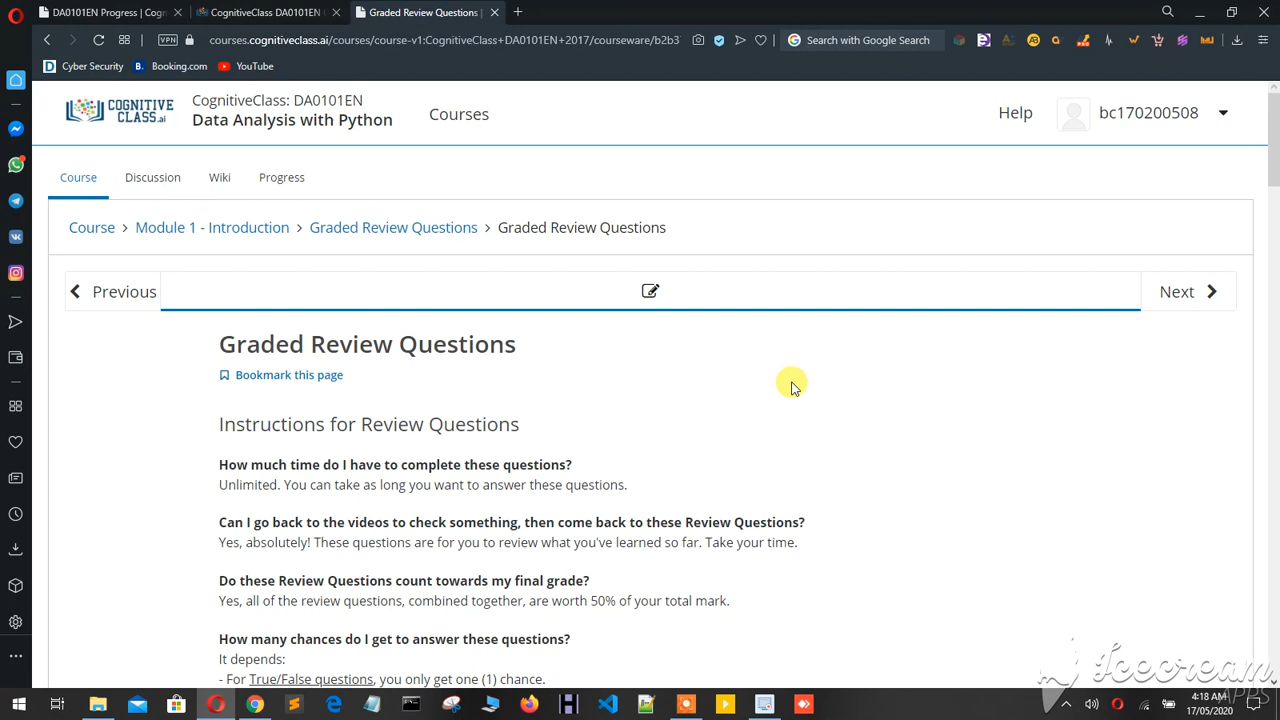 DA0101EN Progress | Cogn
CognitiveClass DA0101EN
Graded Review Questions |
VPN
courses.cognitiveclass.ai/courses/course-v1:CognitiveClass+DA0101EN+2017/courseware/b2b3
Search with Google Search
Cyber Security
Booking.com
YouTube
COGNITIVE
CLASS.ai
CognitiveClass: DA0101EN
Data Analysis with Python
Courses
Help
bc170200508
Course
Discussion
Wiki
Progress
Course > Module 1 - Introduction > Graded Review Questions > Graded Review Questions
Previous
Next
Graded Review Questions
Bookmark this page
Instructions for Review Questions
How much time do I have to complete these questions?
Unlimited. You can take as long you want to answer these questions.
Can I go back to the videos to check something, then come back to these Review Questions?
Yes, absolutely! These questions are for you to review what you've learned so far. Take your time.
Do these Review Questions count towards my final grade?
Yes, all of the review questions, combined together, are worth 50% of your total mark.
How many chances do I get to answer these questions?
It depends:
- For True/False questions, you only get one (1) chance.
Icecream
APPS
4:18 AM
17/05/2020